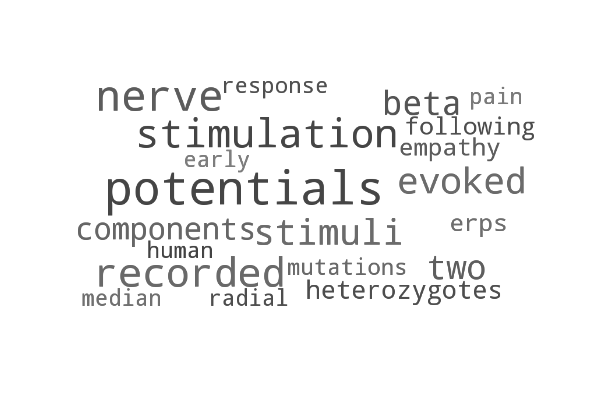 nerve response
beta pain
stimulation following
early empathy
potentials evoked
components stimuli erps
human
recorded mutations two
median radial heterozygotes